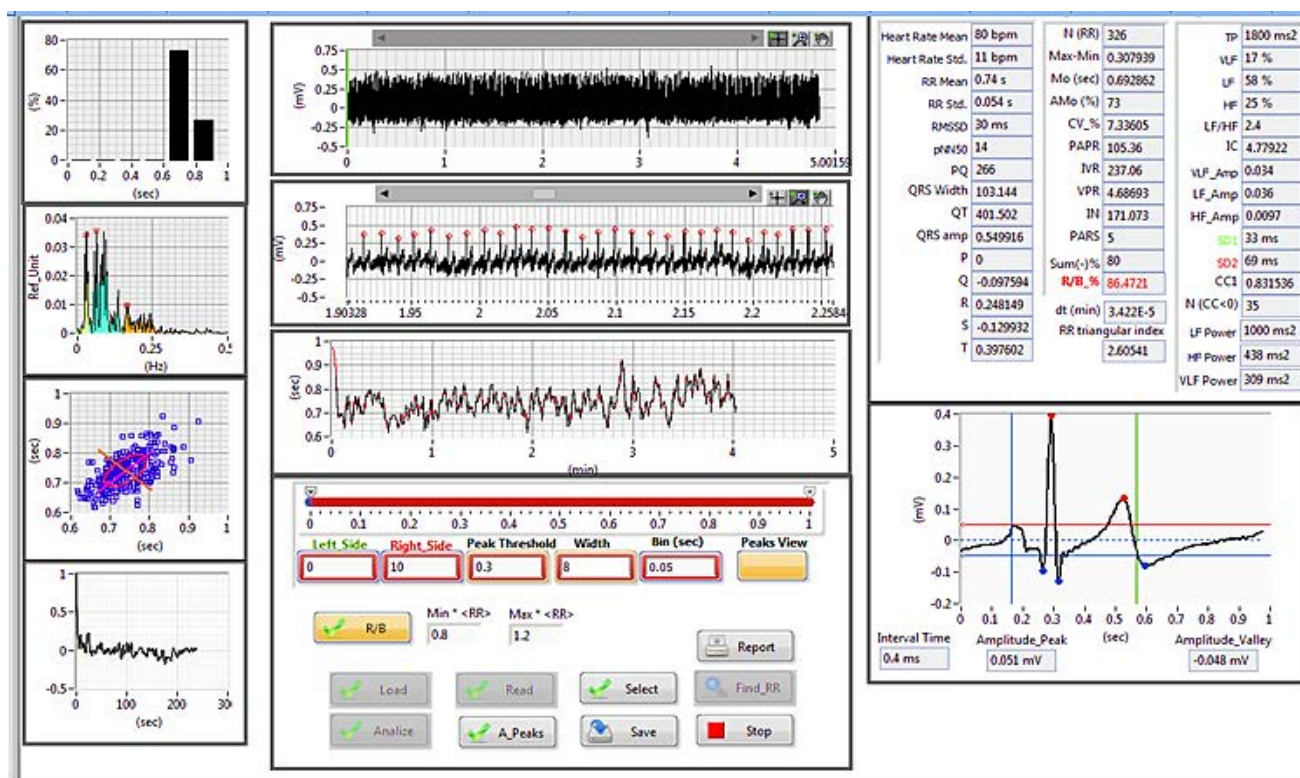 80-
60-
40-
20-
0-
(%)
0 0.2 0.4 0.6 0.8 1
(sec)
0.04-
0.03-
0.02-
0.01-
0-
Ref_Unit
0 0.25 0.5
(Hz)
1-
0.9-
0.8-
0.7-
0.6-
(sec)
0.6 0.7 0.8 0.9 1
(sec)
1-
0.5-
0-
-0.5-
0 100 200 300
(sec)
0.75-
0.5-
0.25-
0-
-0.25-
-0.5-
(mV)
0 1 2 3 4 5.00159
0.75-
0.5-
0.25-
0-
-0.25-
-0.5-
(mV)
1.90328 1.95 2 2.05 2.1 2.15 2.2 2.2584
1-
0.9-
0.8-
0.7-
0.6-
(sec)
0 1 2 3 4 5
(min)
0 0.1 0.2 0.3 0.4 0.5 0.6 0.7 0.8 0.9 1
Left_Side Right_Side Peak Threshold Width Bin (sec) Peaks View
0 10 0.3 8 0.05
R/B
Min * <RR> Max * <RR>
0.8 1.2
Report
Load Read Select Find_RR
Analize A_Peaks Save Stop
Heart Rate Mean 80 bpm
Heart Rate Std. 11 bpm
RR Mean 0.74 s
RR Std. 0.054 s
RMSSD 30 ms
pNN50 14
PQ 266
QRS Width 103.144
QT 401.502
QRS amp 0.549916
P 0
Q -0.097594
R 0.248149
S -0.129932
T 0.397602
N (RR) 326
Max-Min 0.307939
Mo (sec) 0.692862
AMo (%) 73
CV_% 7.33605
PAPR 105.36
IVR 237.06
VPR 4.68693
IN 171.073
PARS 5
Sum(-)% 80
R/B_% 86.4721
dt (min) 3.422E-5
RR triangular index
2.60541
TP 1800 ms2
VLF 17 %
LF 58 %
HF 25 %
LF/HF 2.4
IC 4.77922
VLF_Amp 0.034
LF_Amp 0.036
HF_Amp 0.0097
SD1 33 ms
SD2 69 ms
CC1 0.831536
N (CC<0) 35
LF Power 1000 ms2
HF Power 438 ms2
VLF Power 309 ms2
0.4-
0.3-
0.2-
0.1-
0-
-0.1-
-0.2-
(mV)
0 0.1 0.2 0.3 0.4 0.5 0.6 0.7 0.8 0.9 1
(sec)
Interval Time Amplitude_Peak Amplitude_Valley
0.4 ms 0.051 mV -0.048 mV